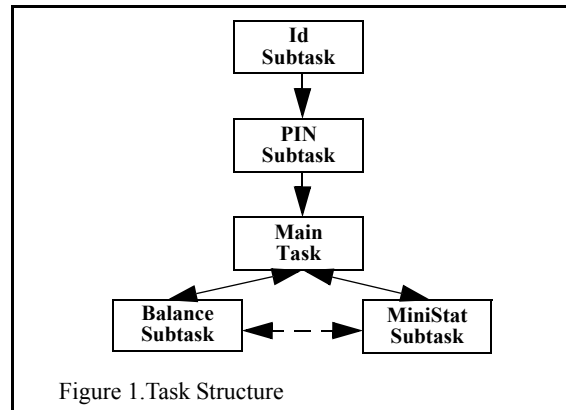 Id
Subtask
PIN
Subtask
Main
Task
Balance
Subtask
MiniStat
Subtask
Figure 1.Task Structure